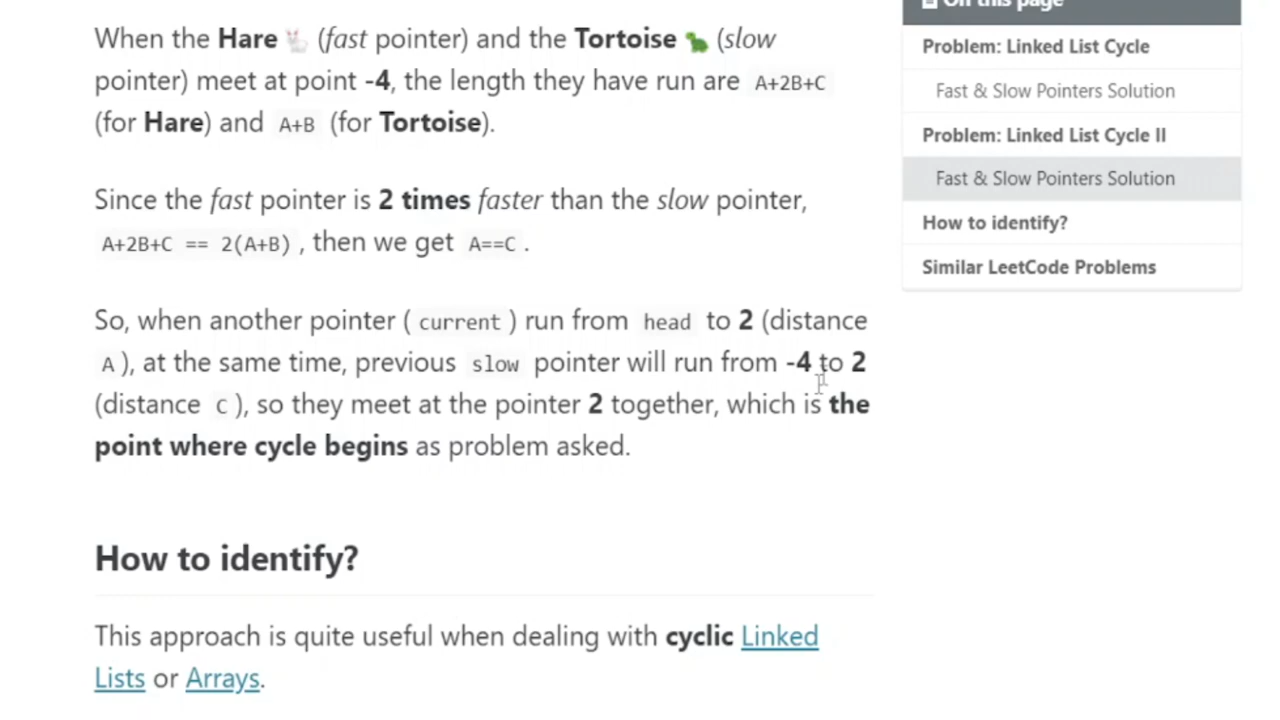 On this page
When the Hare 🐇 (fast pointer) and the Tortoise 🐢 (slow
pointer) meet at point -4, the length they have run are A+2B+C
(for Hare) and A+B (for Tortoise).
Since the fast pointer is 2 times faster than the slow pointer,
A+2B+C == 2(A+B) , then we get A==C .
So, when another pointer ( current ) run from head to 2 (distance
A ), at the same time, previous slow pointer will run from -4 to 2
(distance C ), so they meet at the pointer 2 together, which is the
point where cycle begins as problem asked.
How to identify?
This approach is quite useful when dealing with cyclic Linked
Lists or Arrays.
Problem: Linked List Cycle
Fast & Slow Pointers Solution
Problem: Linked List Cycle II
Fast & Slow Pointers Solution
How to identify?
Similar LeetCode Problems